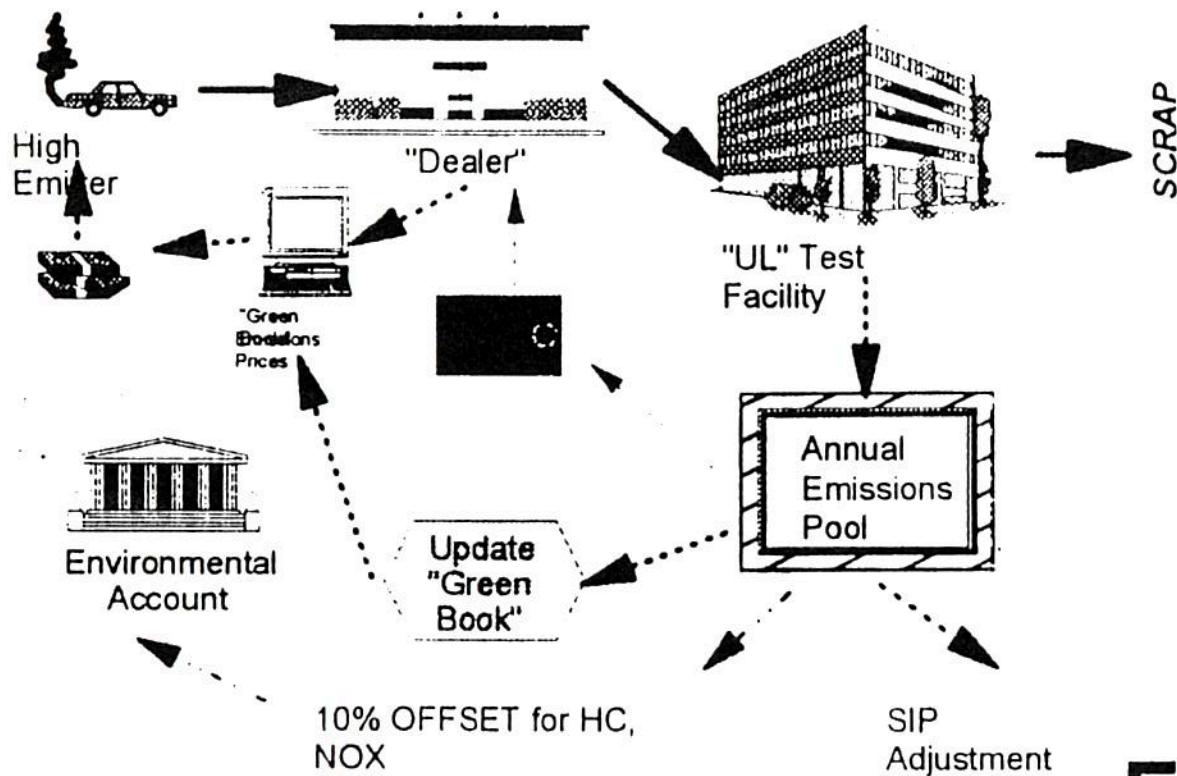 High
Emitter
"Dealer"
SCRAP
"UL" Test
Facility
"Green
Prices
Annual
Emissions
Pool
Environmental
Account
Update
"Green
Book"
10% OFFSET for HC,
NOX
SIP
Adjustment